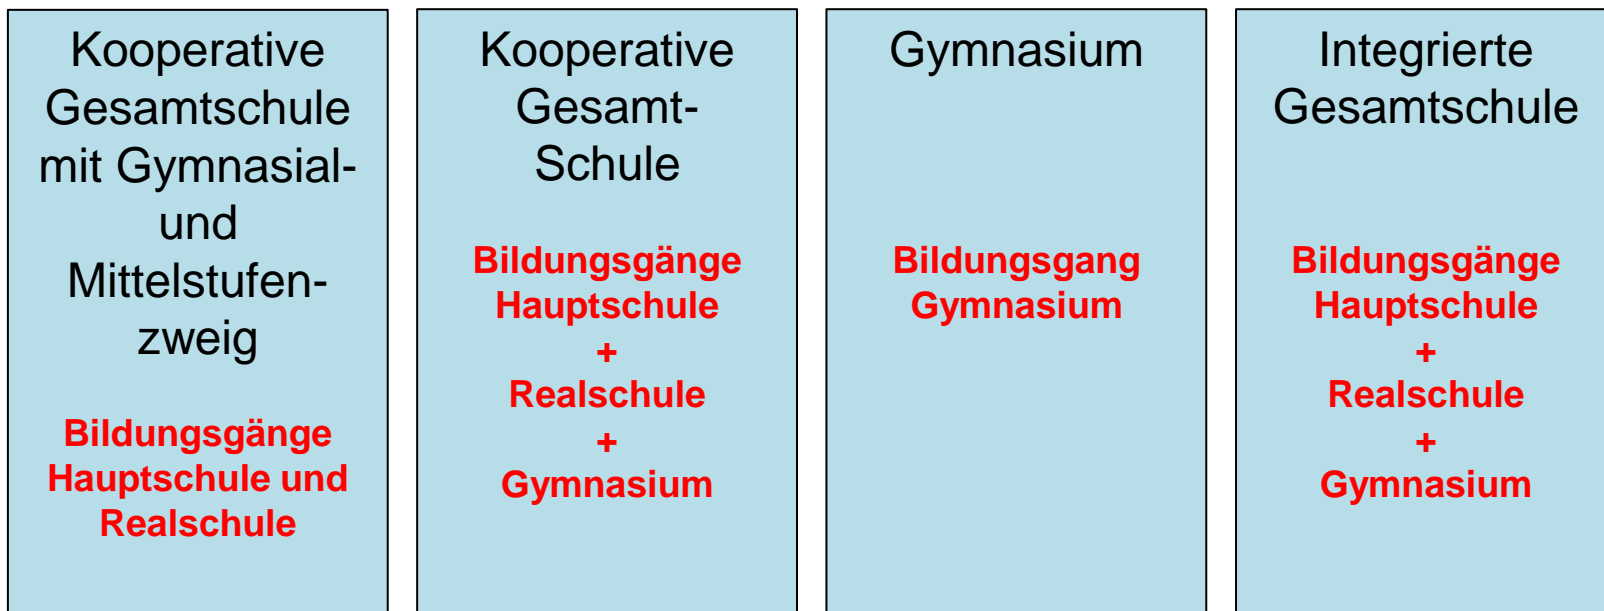 Kooperative
Gesamtschule
mit Gymnasial-
und
Mittelstufen-
zweig
Bildungsgänge
Hauptschule und
Realschule
Kooperative
Gesamt-
Schule
Bildungsgänge
Hauptschule
+
Realschule
+
Gymnasium
Gymnasium
Bildungsgang
Gymnasium
Integrierte
Gesamtschule
Bildungsgänge
Hauptschule
+
Realschule
+
Gymnasium